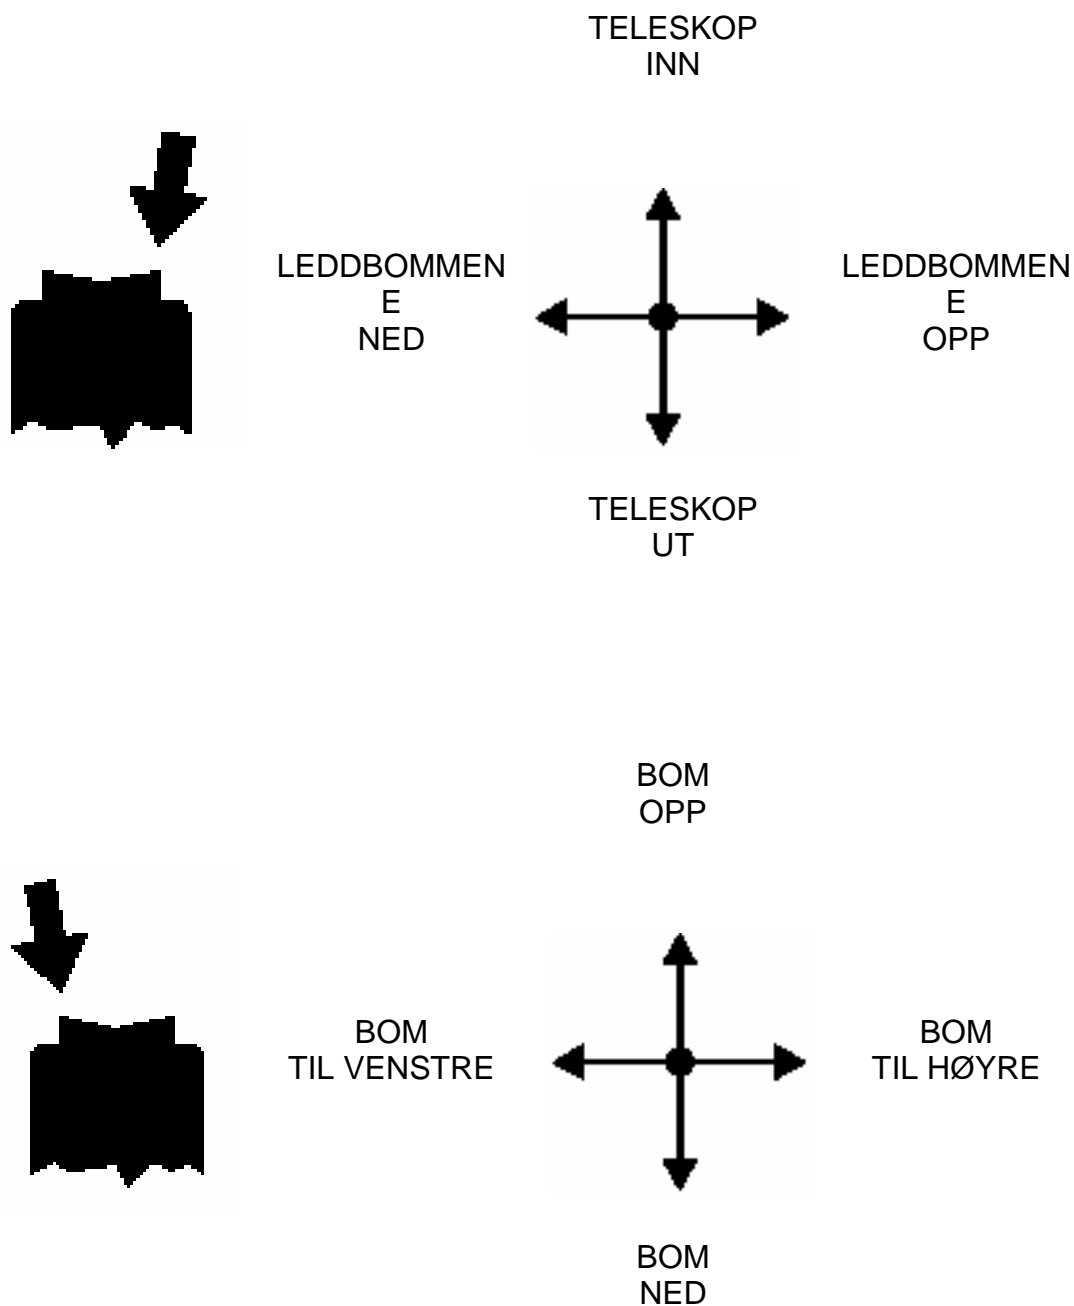 TELESKOP
INN
LEDDBOMMEN
E
NED
LEDDBOMMEN
E
OPP
TELESKOP
UT
BOM
OPP
BOM
TIL VENSTRE
BOM
TIL HØYRE
BOM
NED